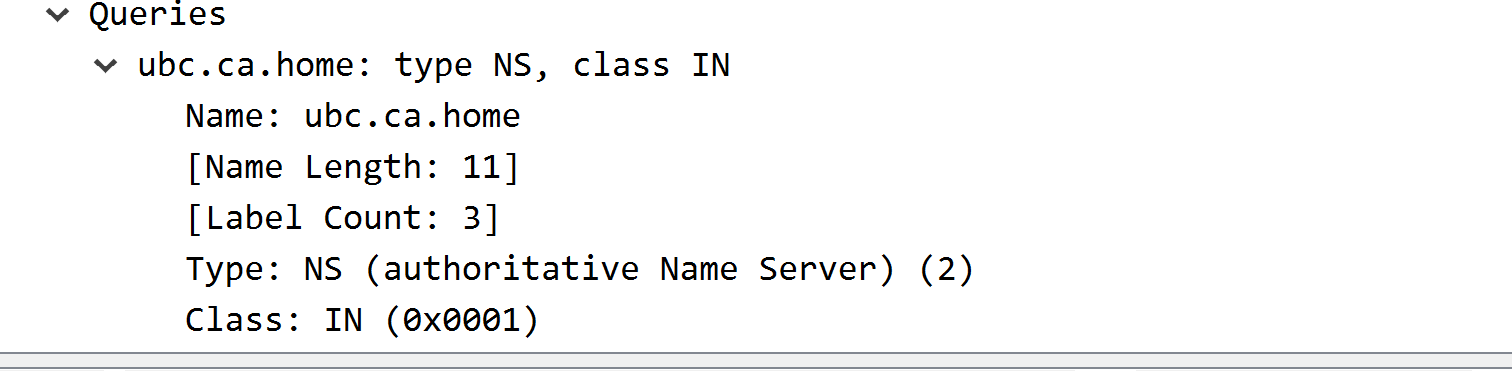 Queries
ubc.ca.home: type NS, class IN
Name: ubc.ca.home
[Name Length: 11]
[Label Count: 3]
Type: NS (authoritative Name Server) (2)
Class: IN (0x0001)